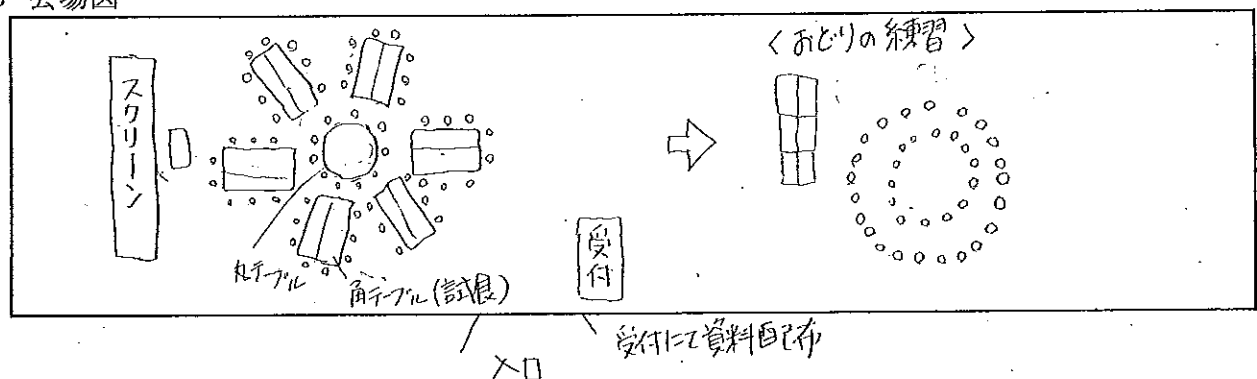 会場図
<おどりの練習>
スクリーン
受付
丸テーブル
角テーブル(試食)
受付にて資料配布
入口